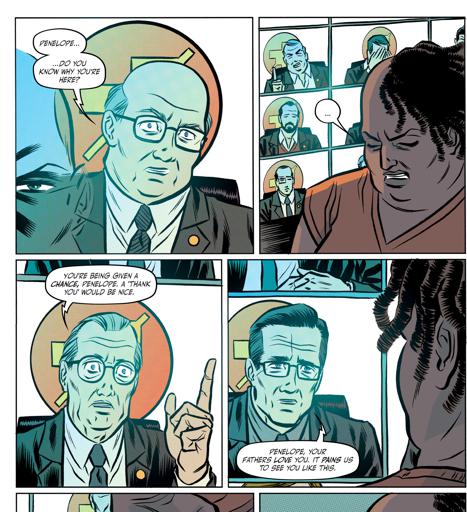 PENELOPE...
...DO YOU
KNOW WHY YOU'RE
HERE?
...
YOU'RE BEING GIVEN A
CHANCE, PENELOPE. A 'THANK
YOU' WOULD BE NICE.
PENELOPE, YOUR
FATHERS LOVE YOU. IT PAINS US
TO SEE YOU LIKE THIS.